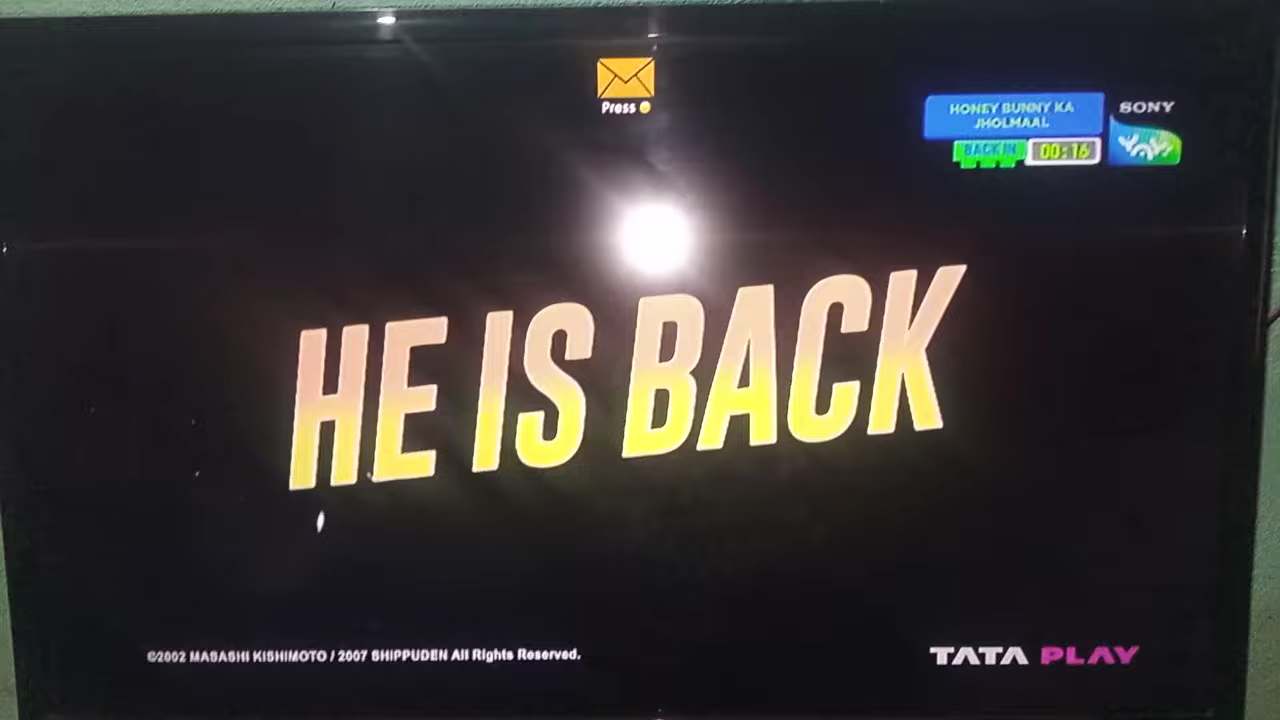 Press
HONEY BUNNY KA
JHOLMAAL
BACK IN 00:16
SONY
HE IS BACK
©2002 MASASHI KISHIMOTO / 2007 SHIPPUDEN All Rights Reserved.
TATA PLAY